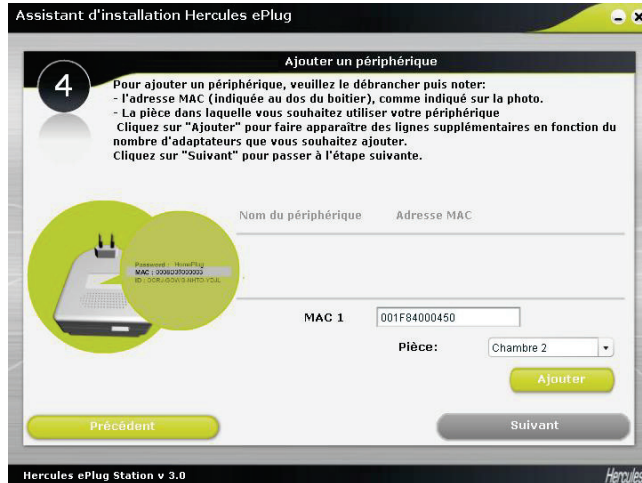 Assistant d'installation Hercules ePlug
Ajouter un périphérique
4
Pour ajouter un périphérique, veuillez le débrancher puis noter:
- l'adresse MAC (indiquée au dos du boitier), comme indiqué sur la photo.
- La pièce dans laquelle vous souhaitez utiliser votre périphérique
Cliquez sur "Ajouter" pour faire apparaître des lignes supplémentaires en fonction du
nombre d'adaptateurs que vous souhaitez ajouter.
Cliquez sur "Suivant" pour passer à l'étape suivante.
Nom du périphérique Adresse MAC
Password : HomePlug
MAC :
ID :
MAC 1 001F84000450
Pièce: Chambre 2
Ajouter
Précédent Suivant
Hercules ePlug Station v 3.0 Hercules